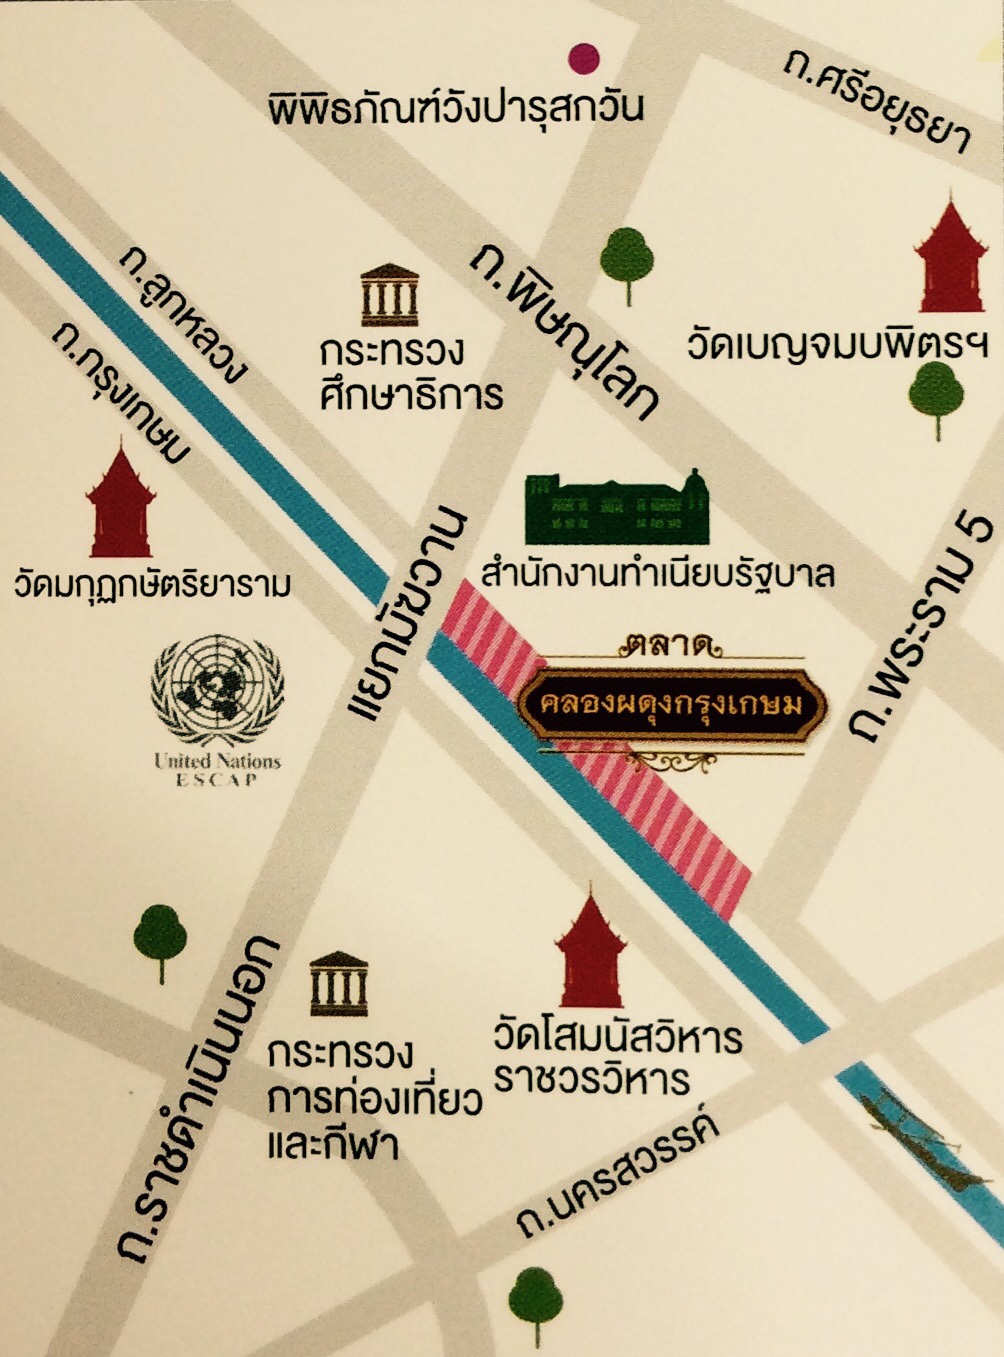 ถ.ศรีอยุธยา
พิพิธภัณฑ์วังปารุสกวัน
ถ.ลูกหลวง
ถ.พิษณุโลก
ถ.กรุงเกษม
กระทรวง
ศึกษาธิการ
วัดเบญจมบพิตรฯ
วัดมกุฏกษัตริยาราม
แยกมัฆวาน
สำนักงานทำเนียบรัฐบาล
ถ.พระราม 5
ตลาด
คลองผดุงกรุงเกษม
United Nations
ESCAP
ถ.ราชดำเนินนอก
กระทรวง
การท่องเที่ยว
และกีฬา
วัดโสมนัสวิหาร
ราชวรวิหาร
ถ.นครสวรรค์